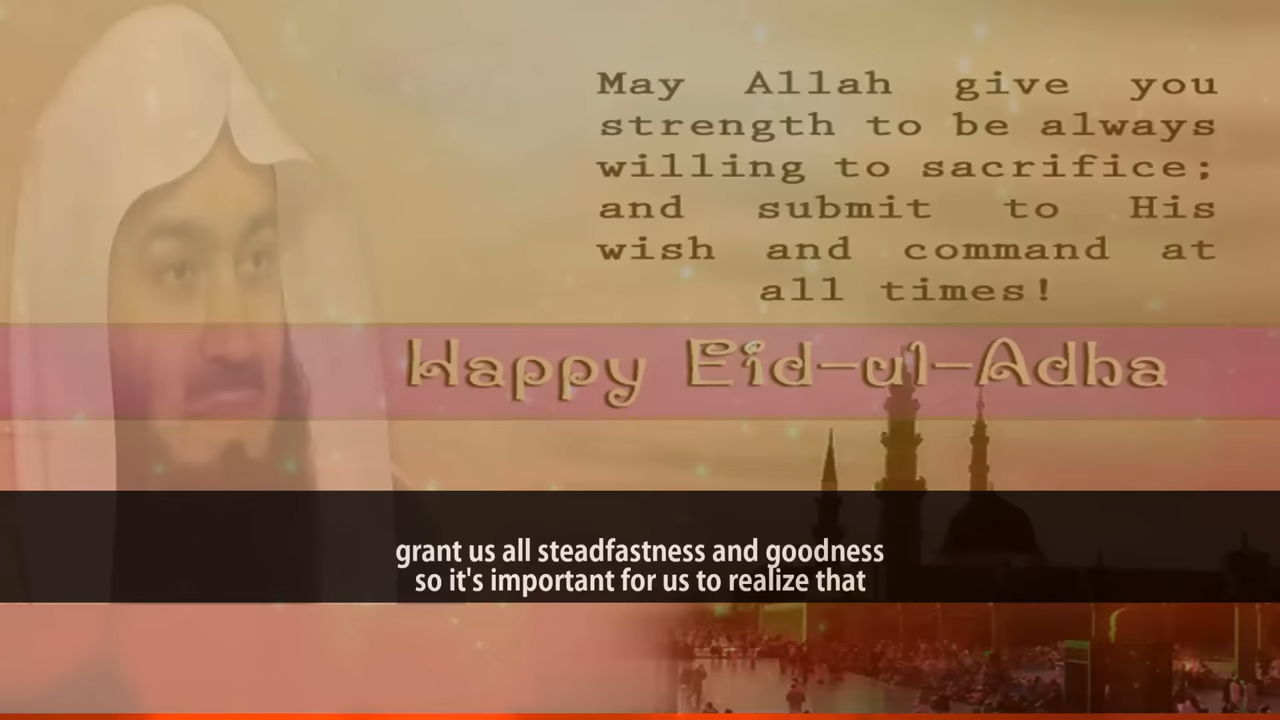 May Allah give you
strength to be always
willing to sacrifice;
and submit to His
wish and command at
all times!
Happy Eid-ul-Adha
grant us all steadfastness and goodness
so it's important for us to realize that